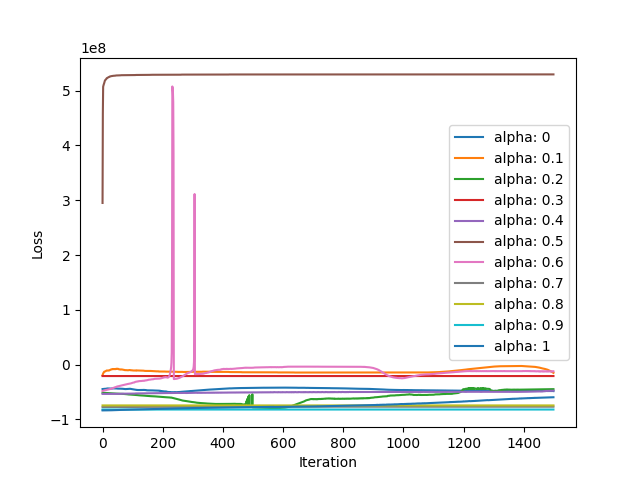 1e8
5
4
3
2
1
0
−1
Loss
0
200
400
600
800
1000
1200
1400
Iteration
alpha: 0
alpha: 0.1
alpha: 0.2
alpha: 0.3
alpha: 0.4
alpha: 0.5
alpha: 0.6
alpha: 0.7
alpha: 0.8
alpha: 0.9
alpha: 1